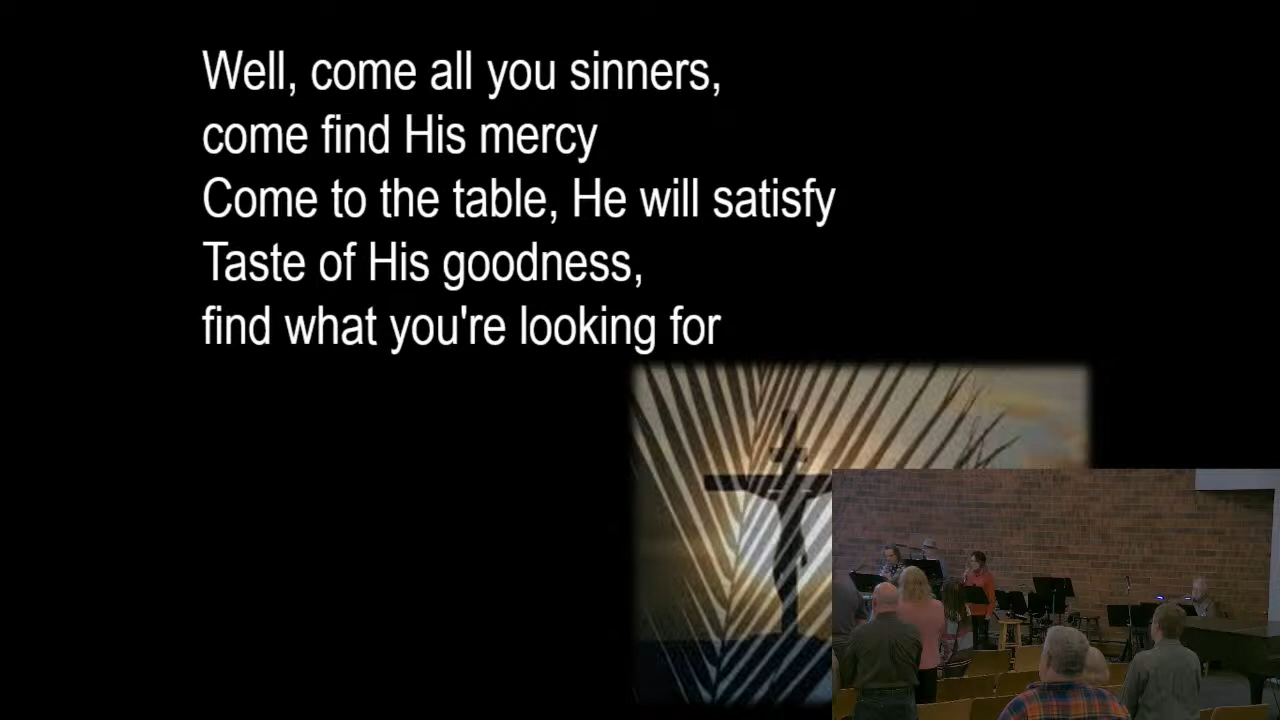 Well, come all you sinners,
come find His mercy
Come to the table, He will satisfy
Taste of His goodness,
find what you're looking for